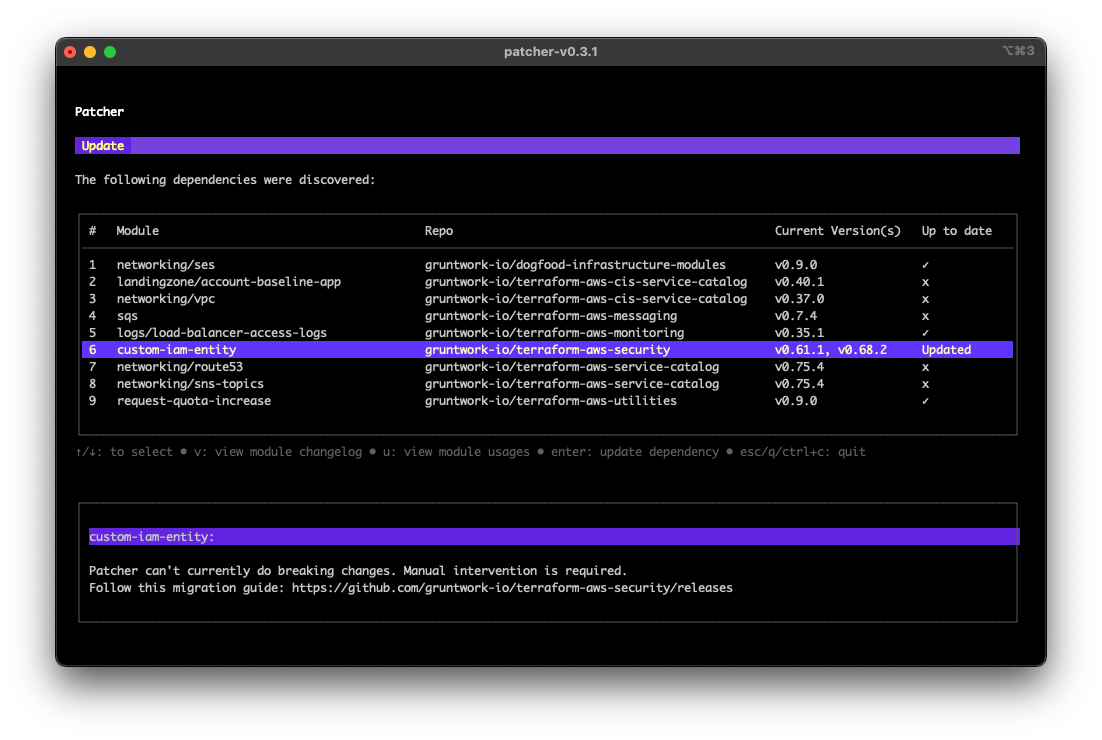 patcher-v0.3.1 ⌥⌘3
Patcher
Update
The following dependencies were discovered:
# Module Repo Current Version(s) Up to date
1 networking/ses gruntwork-io/dogfood-infrastructure-modules v0.9.0 ✓
2 landingzone/account-baseline-app gruntwork-io/terraform-aws-cis-service-catalog v0.40.1 x
3 networking/vpc gruntwork-io/terraform-aws-cis-service-catalog v0.37.0 x
4 sqs gruntwork-io/terraform-aws-messaging v0.7.4 x
5 logs/load-balancer-access-logs gruntwork-io/terraform-aws-monitoring v0.35.1 ✓
6 custom-iam-entity gruntwork-io/terraform-aws-security v0.61.1, v0.68.2 Updated
7 networking/route53 gruntwork-io/terraform-aws-service-catalog v0.75.4 x
8 networking/sns-topics gruntwork-io/terraform-aws-service-catalog v0.75.4 x
9 request-quota-increase gruntwork-io/terraform-aws-utilities v0.9.0 ✓
↑/↓: to select • v: view module changelog • u: view module usages • enter: update dependency • esc/q/ctrl+c: quit
custom-iam-entity:
Patcher can't currently do breaking changes. Manual intervention is required.
Follow this migration guide: https://github.com/gruntwork-io/terraform-aws-security/releases